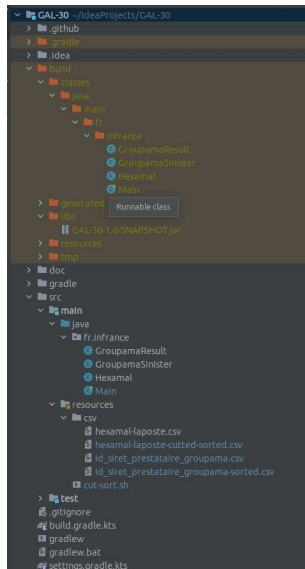 GAL-30 ~/IdeaProjects/GAL-30
.github
.gradle
.idea
build
classes
java
main
fr
infrance
GroupamaResult
GroupamaSinister
Hexamal
Main
generated
Runnable class
libs
GAL-30-1.0-SNAPSHOT.jar
resources
tmp
doc
gradle
src
main
java
fr.infrance
GroupamaResult
GroupamaSinister
Hexamal
Main
resources
csv
hexamal-laposte.csv
hexamal-laposte-cutted-sorted.csv
id_siret_prestataire_groupama.csv
id_siret_prestataire_groupama-sorted.csv
cut-sort.sh
test
.gitignore
build.gradle.kts
gradlew
gradlew.bat
settings.gradle.kts